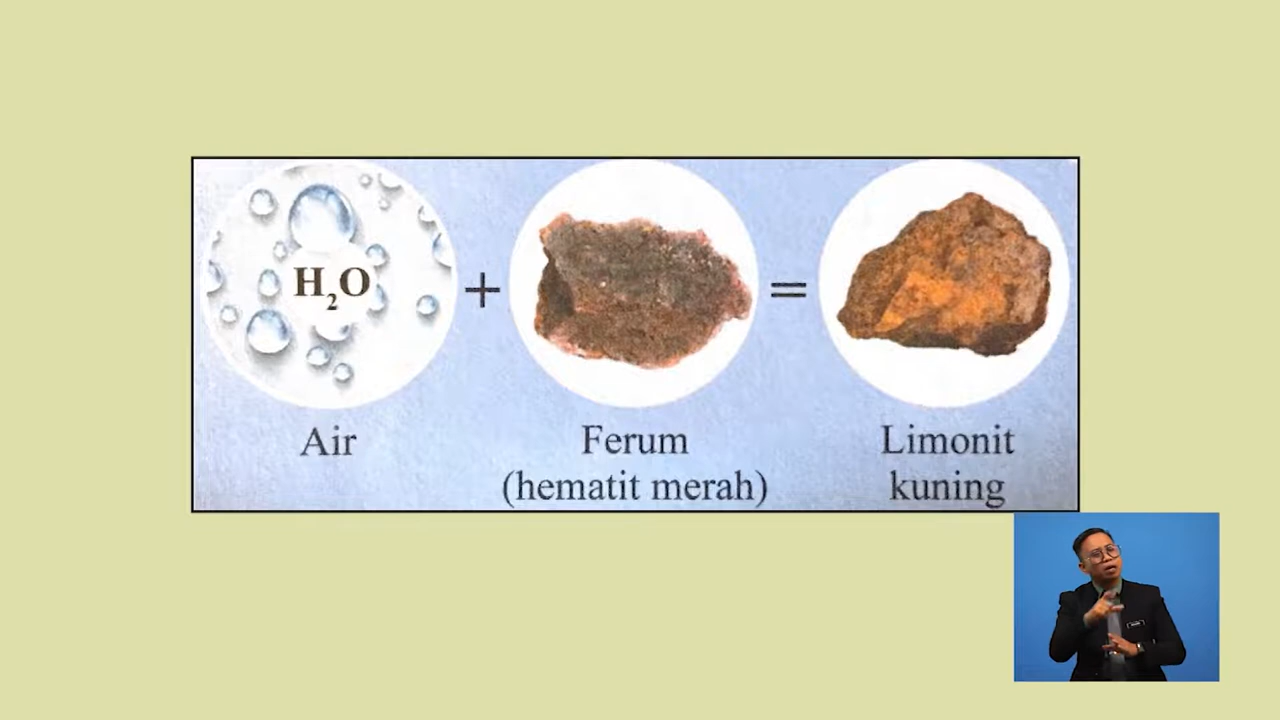 H₂O
+
=
Air
Ferum
(hematit merah)
Limonit
kuning